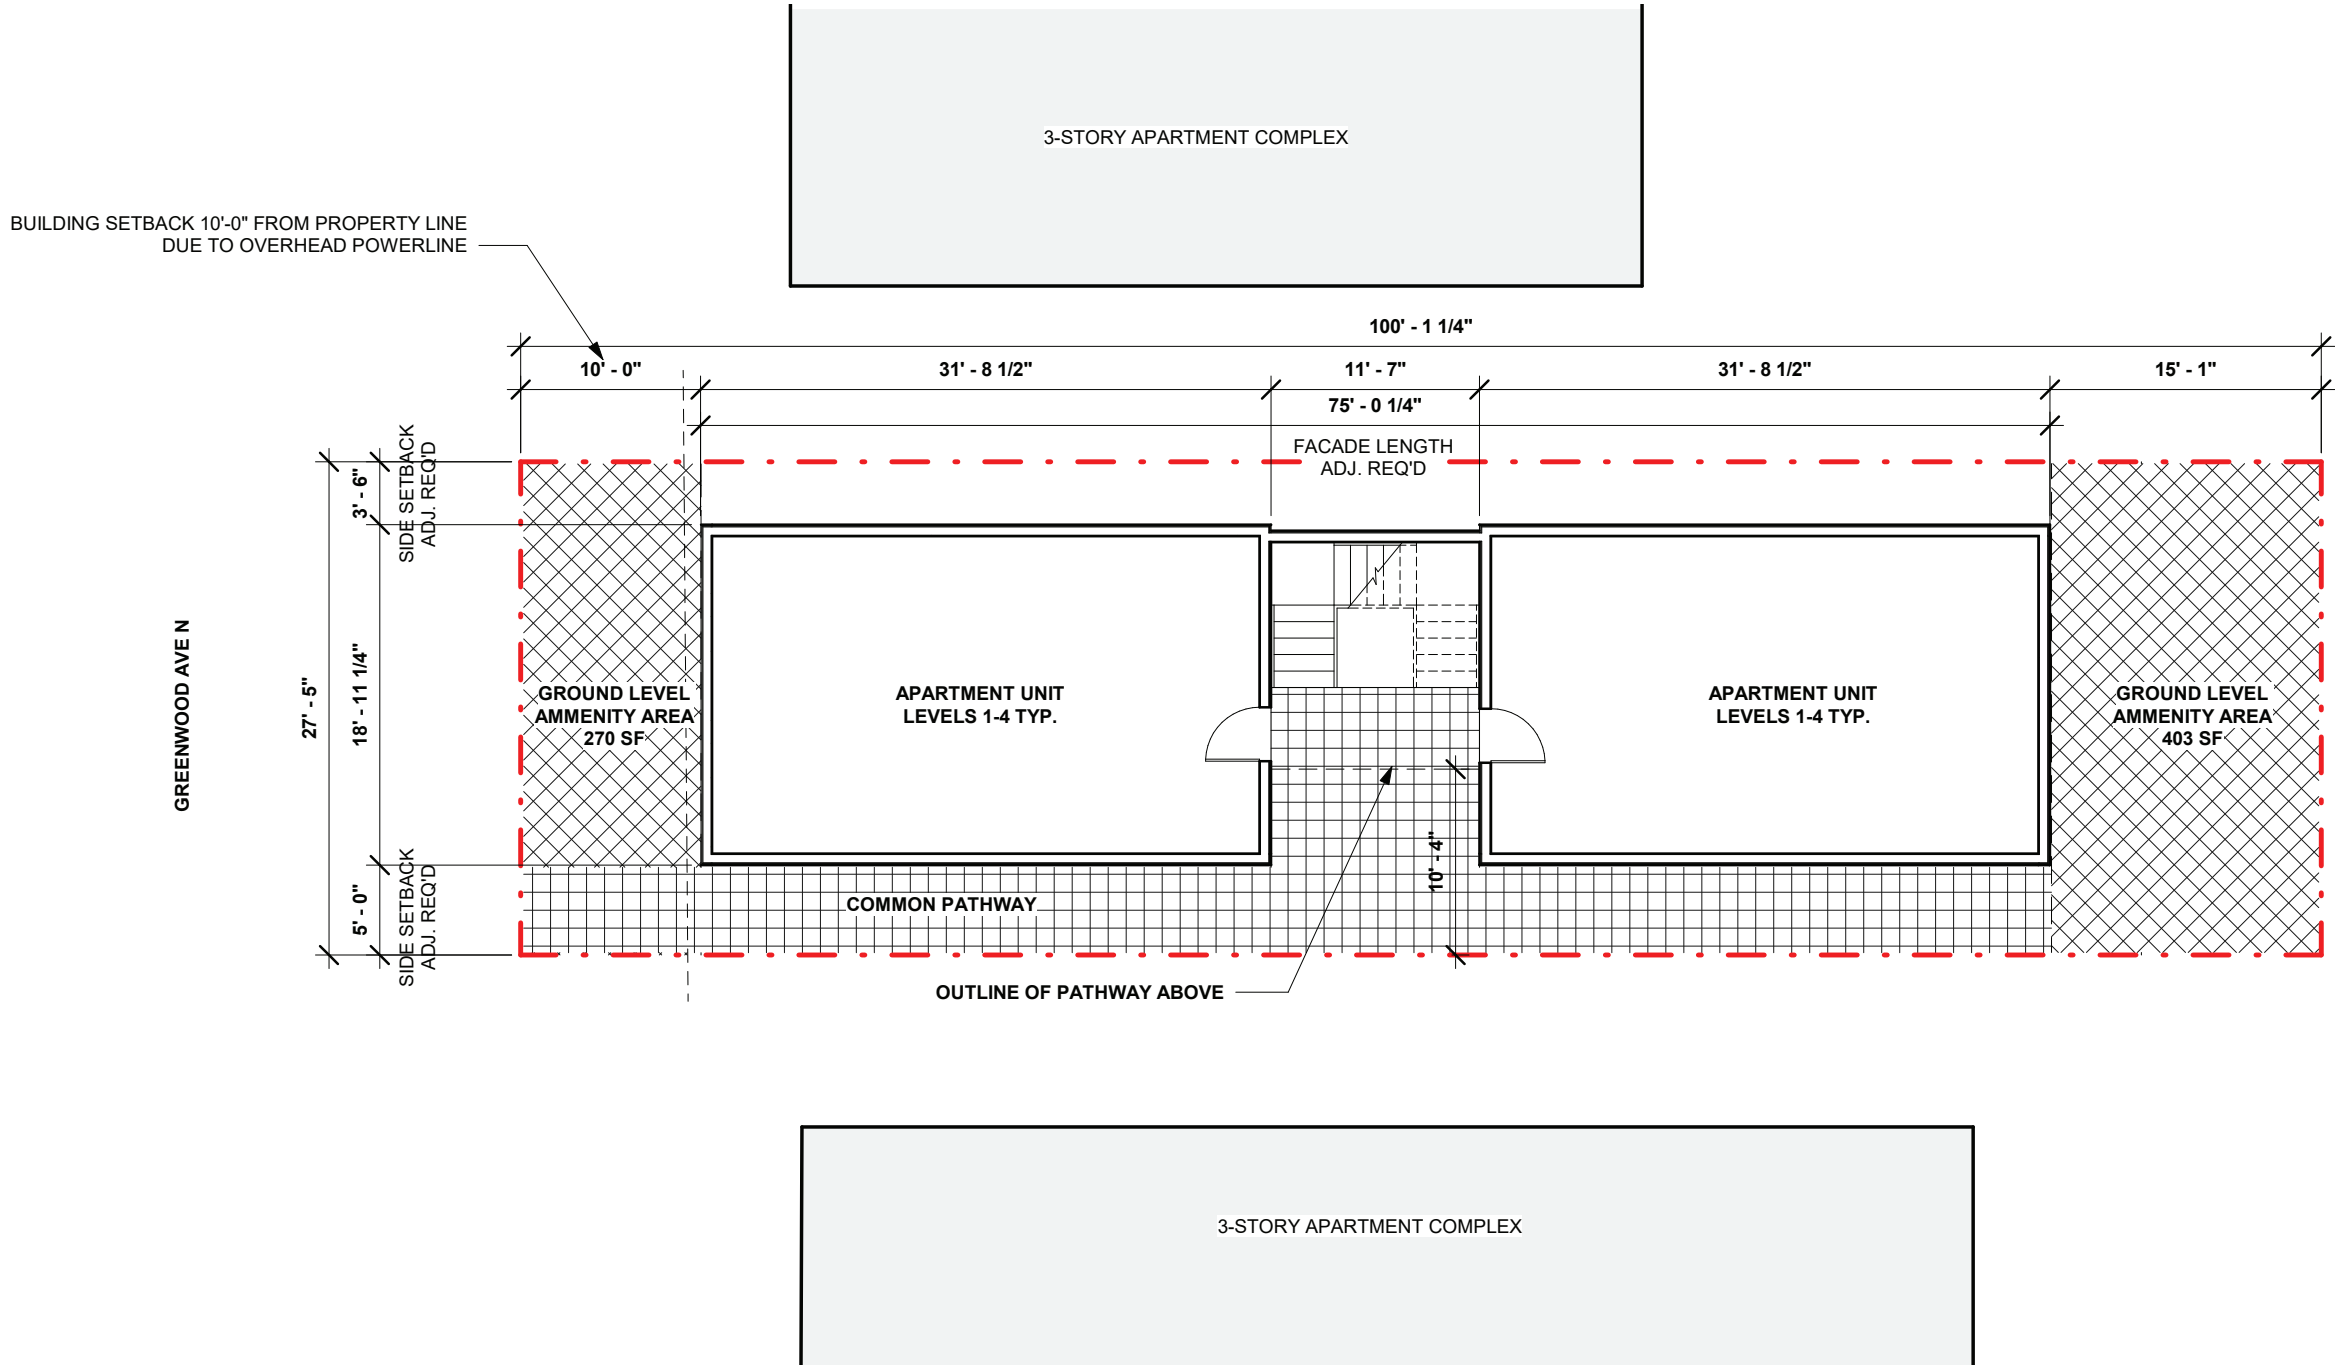 3-STORY APARTMENT COMPLEX
BUILDING SETBACK 10'-0" FROM PROPERTY LINE
DUE TO OVERHEAD POWERLINE
100' - 1 1/4"
10' - 0"
31' - 8 1/2"
11' - 7"
31' - 8 1/2"
15' - 1"
75' - 0 1/4"
FACADE LENGTH
ADJ. REQ'D
SIDE SETBACK
ADJ. REQ'D
3' - 6"
18' - 11 1/4"
27' - 5"
5' - 0"
SIDE SETBACK
ADJ. REQ'D
GREENWOOD AVE N
GROUND LEVEL
AMMENITY AREA
270 SF
APARTMENT UNIT
LEVELS 1-4 TYP.
APARTMENT UNIT
LEVELS 1-4 TYP.
GROUND LEVEL
AMMENITY AREA
403 SF
10' - 4"
COMMON PATHWAY
OUTLINE OF PATHWAY ABOVE
3-STORY APARTMENT COMPLEX